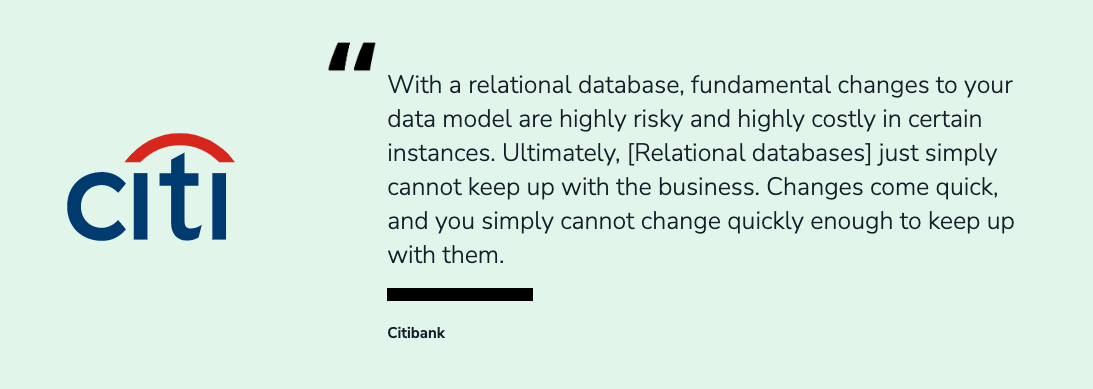 citi
“
With a relational database, fundamental changes to your
data model are highly risky and highly costly in certain
instances. Ultimately, [Relational databases] just simply
cannot keep up with the business. Changes come quick,
and you simply cannot change quickly enough to keep up
with them.
Citibank